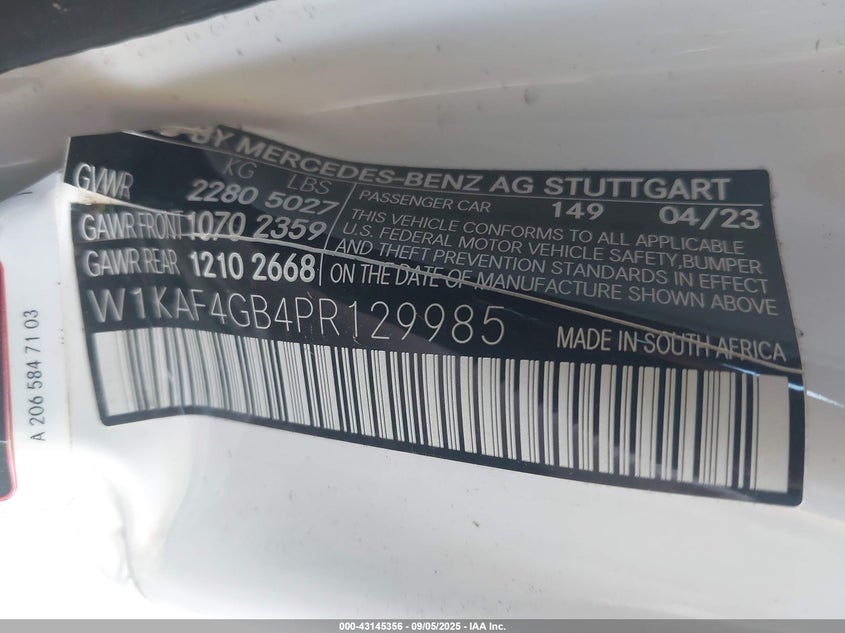 BY MERCEDES-BENZ AG STUTTGART
KG LBS
GVWR 2280 5027
GAWR FRONT 1070 2359
GAWR REAR 1210 2668
PASSENGER CAR 149 04/23
THIS VEHICLE CONFORMS TO ALL APPLICABLE
U.S. FEDERAL MOTOR VEHICLE SAFETY, BUMPER
AND THEFT PREVENTION STANDARDS IN EFFECT
ON THE DATE OF MANUFACTURE SHOWN ABOVE
W1KAF4GB4PR129985
MADE IN SOUTH AFRICA
A 206 584 71 03
000-43145356 - 09/05/2025 - IAA Inc.